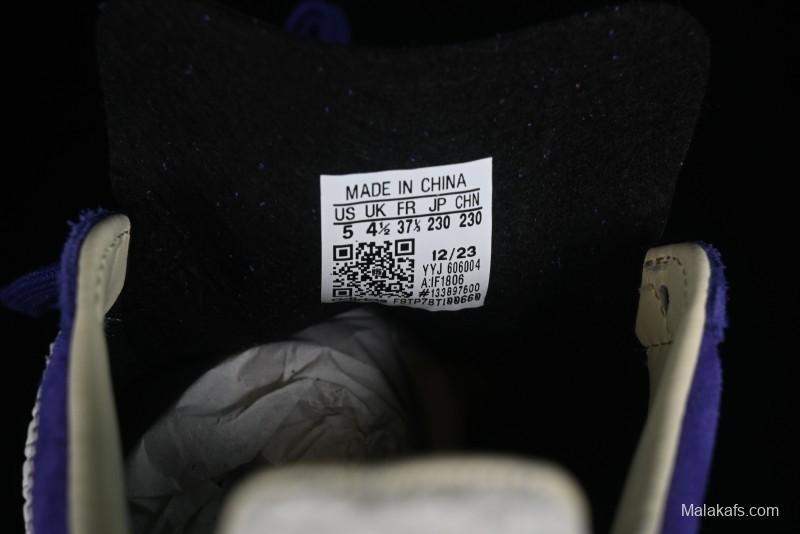 MADE IN CHINA
US UK FR JP CHN
5 4½ 37⅓ 230 230
12/23
YYJ 606004
A:IF1806
#133897600
F9TP78TI00660
Malakafs.com